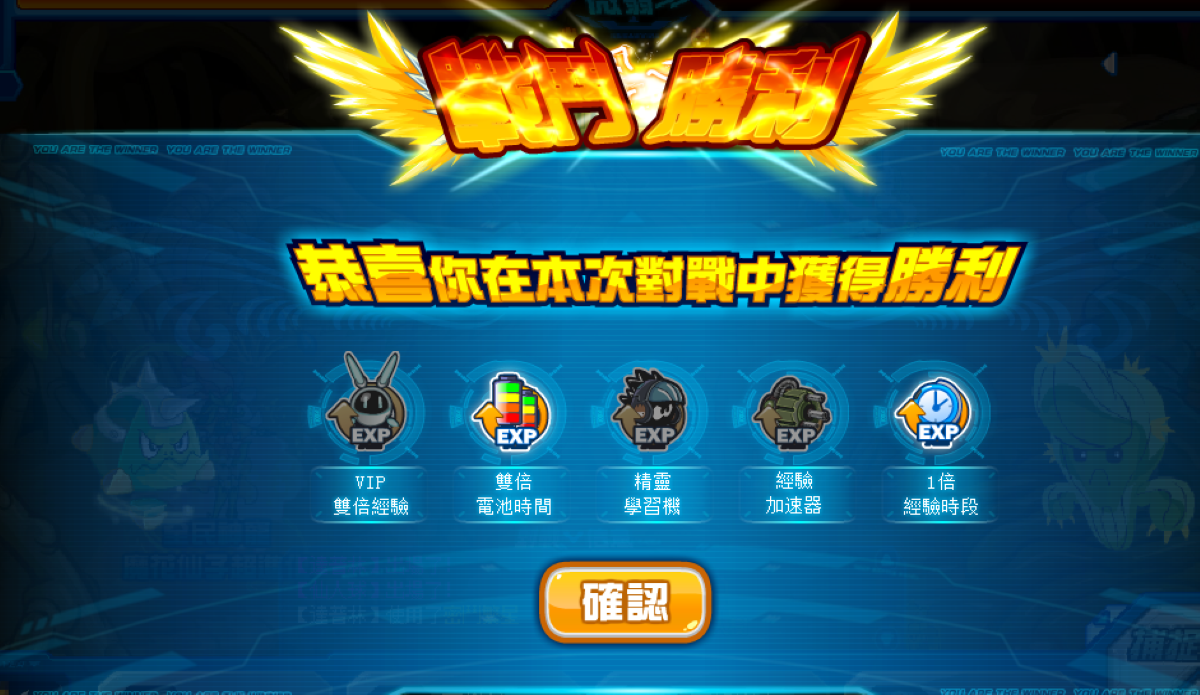 戰鬥 勝利
YOU ARE THE WINNER YOU ARE THE WINNER
YOU ARE THE WINNER YOU ARE THE WINNER
恭喜你在本次對戰中獲得勝利
EXP
EXP
EXP
EXP
EXP
VIP
雙倍經驗
雙倍
電池時間
精靈
學習機
經驗
加速器
1倍
經驗時段
確認